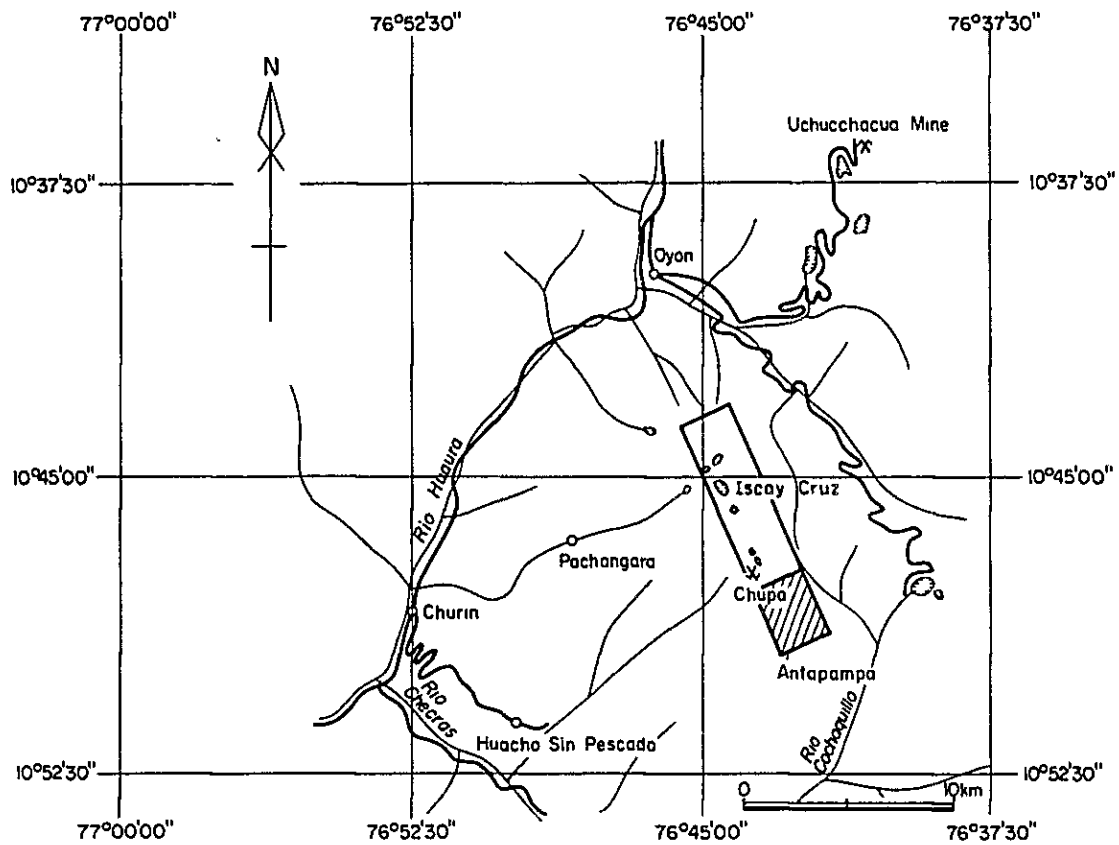 77°00'00"
76°52'30"
76°45'00"
76°37'30"
N
Uchucchacua Mine
10°37'30"
10°37'30"
Oyon
10°45'00"
10°45'00"
Iscay Cruz
Rio Huaura
Pachangara
Chupa
Churin
Antapampa
Rio Checras
Huacho Sin Pescado
Rio Cochaquillo
10°52'30"
10°52'30"
0
10km
77°00'00"
76°52'30"
76°45'00"
76°37'30"